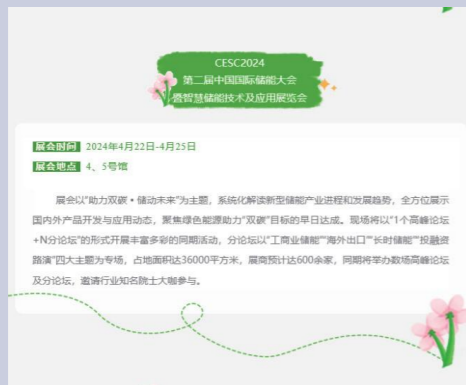 CESC2024
第二届中国国际储能大会
暨智慧储能技术及应用展览会
展会时间 2024年4月22日-4月25日
展会地点 4、5号馆
展会以“助力双碳•储动未来”为主题，系统化解读新型储能产业进程和发展趋势，全方位展示
国内外产品开发与应用动态，聚焦绿色能源助力“双碳”目标的早日达成。现场将以“1个高峰论坛
+N分论坛”的形式开展丰富多彩的同期活动，分论坛以“工商业储能”“海外出口”“长时储能”“投融资
路演”四大主题为专场，占地面积达36000平方米，展商预计达600余家，同期将举办数场高峰论坛
及分论坛，邀请行业知名院士大咖参与。